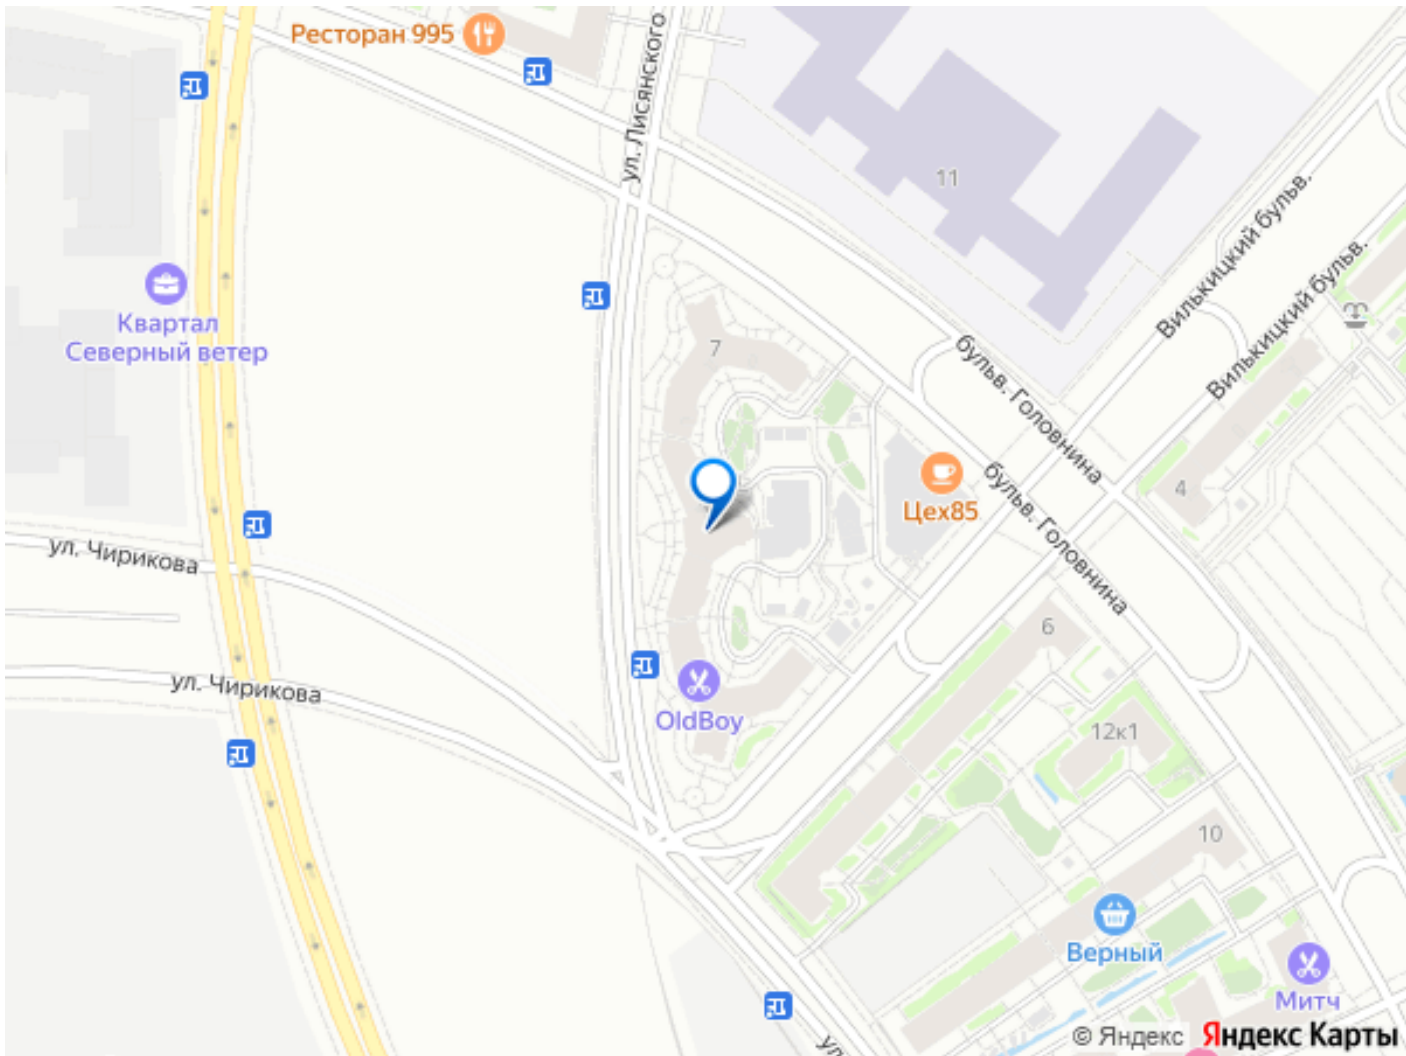 Ресторан 995
ул. Лисянского
11
Вилькицкий бульв.
Вилькицкий бульв.
Квартал
Северный ветер
7
бульв. Головнина
бульв. Головнина
Цех85
4
ул. Чирикова
ул. Чирикова
6
OldBoy
12к1
10
Верный
Митч
ул
© Яндекс
Яндекс Карты